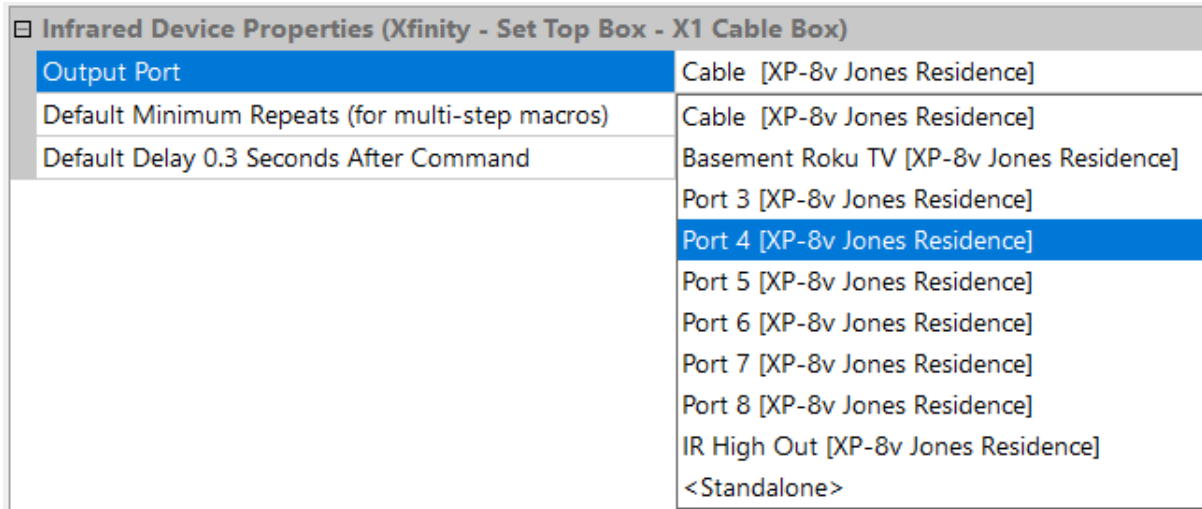 Infrared Device Properties (Xfinity - Set Top Box - X1 Cable Box)
Output Port
Cable [XP-8v Jones Residence]
Default Minimum Repeats (for multi-step macros)
Cable [XP-8v Jones Residence]
Default Delay 0.3 Seconds After Command
Basement Roku TV [XP-8v Jones Residence]
Port 3 [XP-8v Jones Residence]
Port 4 [XP-8v Jones Residence]
Port 5 [XP-8v Jones Residence]
Port 6 [XP-8v Jones Residence]
Port 7 [XP-8v Jones Residence]
Port 8 [XP-8v Jones Residence]
IR High Out [XP-8v Jones Residence]
<Standalone>